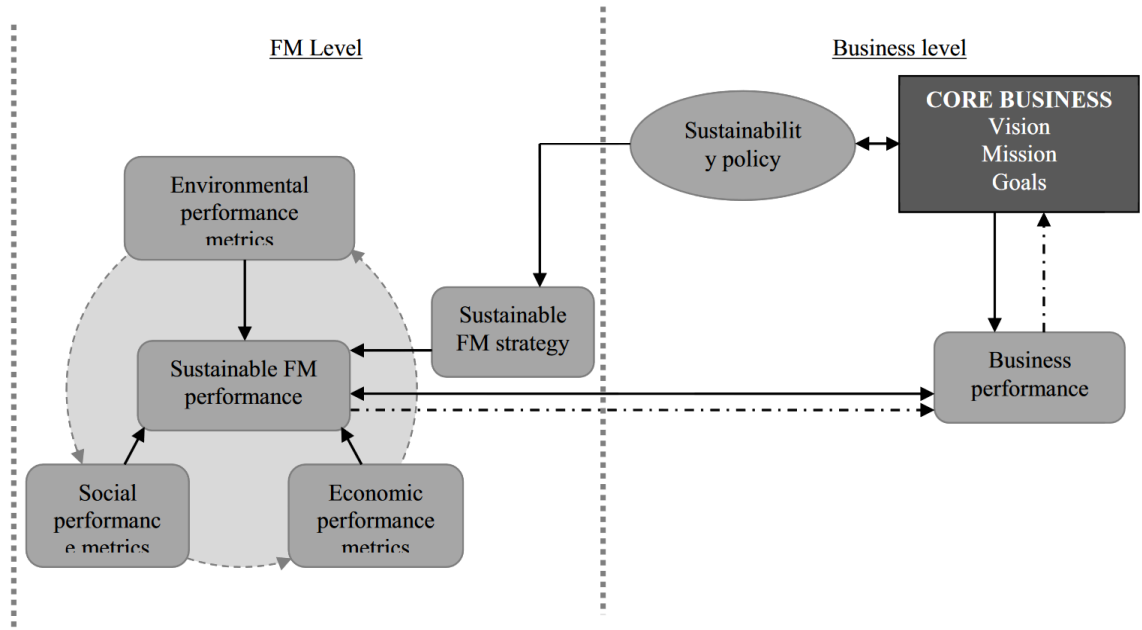 FM Level
Business level
CORE BUSINESS
Vision
Mission
Goals
Sustainabilit
y policy
Environmental
performance
metrics
Sustainable
FM strategy
Sustainable FM
performance
Business
performance
Social
performanc
e metrics
Economic
performance
metrics